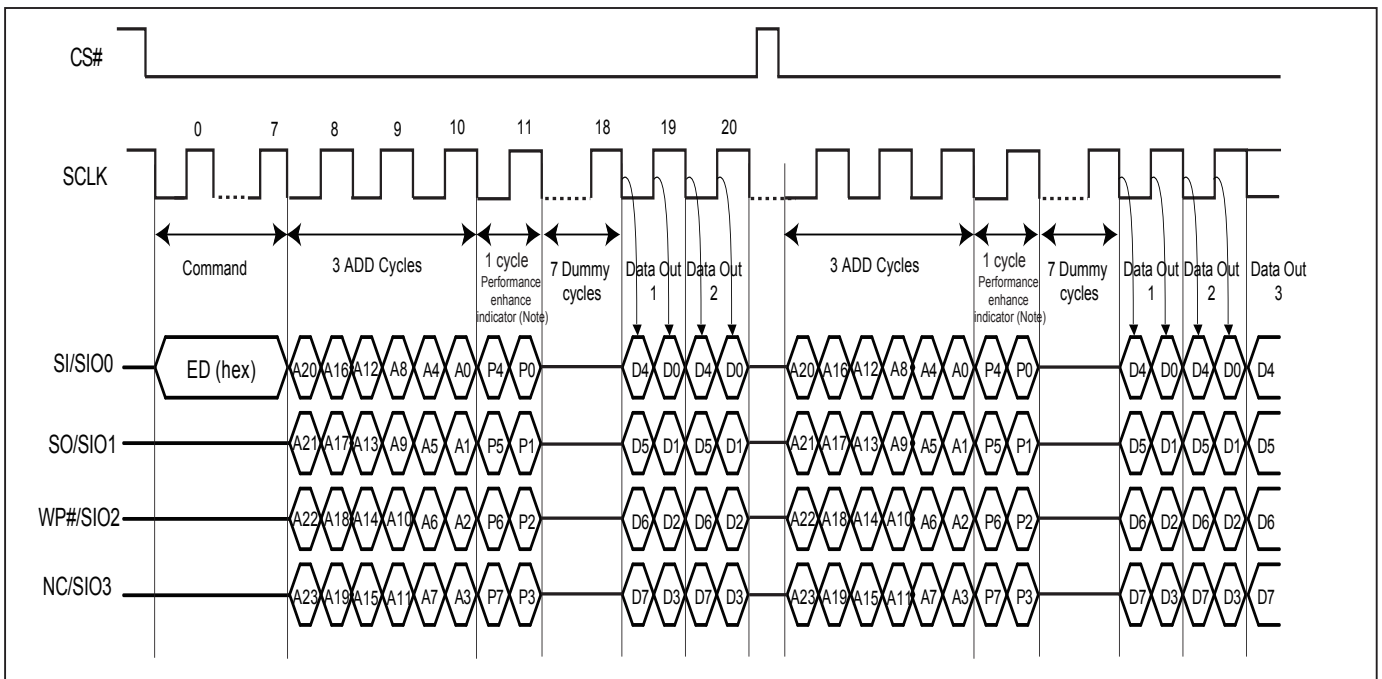 CS#
0 7 8 9 10 11 18 19 20
SCLK
Command
3 ADD Cycles
1 cycle
Performance
enhance
indicator (Note)
7 Dummy
cycles
Data Out
1
Data Out
2
3 ADD Cycles
1 cycle
Performance
enhance
indicator (Note)
7 Dummy
cycles
Data Out
1
Data Out
2
Data Out
3
SI/SIO0 ED (hex) A20 A16 A12 A8 A4 A0 P4 P0 D4 D0 D4 D0 A20 A16 A12 A8 A4 A0 P4 P0 D4 D0 D4 D0 D4
SO/SIO1 A21 A17 A13 A9 A5 A1 P5 P1 D5 D1 D5 D1 A21 A17 A13 A9 A5 A1 P5 P1 D5 D1 D5 D1 D5
WP#/SIO2 A22 A18 A14 A10 A6 A2 P6 P2 D6 D2 D6 D2 A22 A18 A14 A10 A6 A2 P6 P2 D6 D2 D6 D2 D6
NC/SIO3 A23 A19 A15 A11 A7 A3 P7 P3 D7 D3 D7 D3 A23 A19 A15 A11 A7 A3 P7 P3 D7 D3 D7 D3 D7